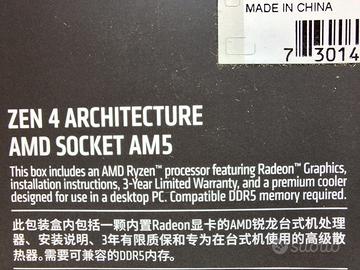 MADE IN CHINA
7 73014
ZEN 4 ARCHITECTURE
AMD SOCKET AM5
This box includes an AMD Ryzen™ processor featuring Radeon™ Graphics,
installation instructions, 3-Year Limited Warranty, and a premium cooler
designed for use in a desktop PC. Compatible DDR5 memory required.
此包装盒内包括一颗内置Radeon显卡的AMD锐龙台式机处理
器、安装说明、3年有限质保和专为在台式机使用的高级散
热器。需要可兼容的DDR5内存。
subito